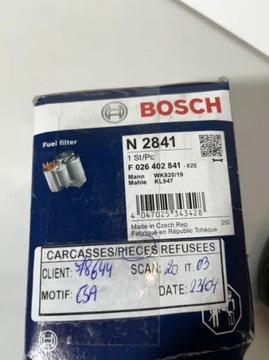 BOSCH
Fuel filter
N 2841
1 St/Pc
F 026 402 841 - EZE
Mann WK820/19
Mahle KL947
4 047025 343428
Made in Czech Rep.
Fabriqué en République Tchèque
250
CARCASSES/PIECES REFUSEES
CLIENT: 78644 SCAN: 20 IT: 03
MOTIF: CSA DATE: 23/04